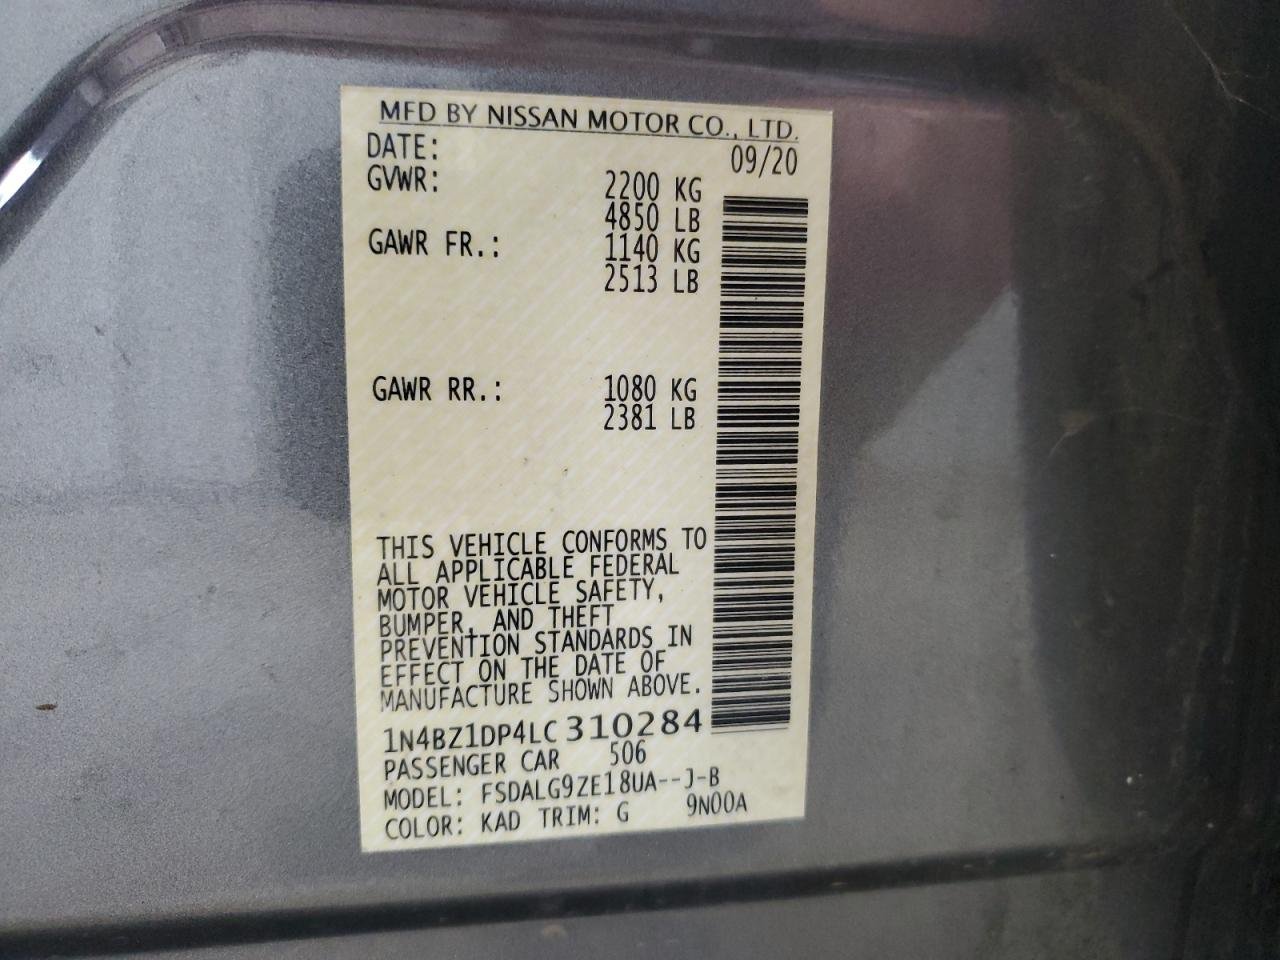 MFD BY NISSAN MOTOR CO., LTD.
DATE: 09/20
GVWR: 2200 KG
4850 LB
GAWR FR.: 1140 KG
2513 LB
GAWR RR.: 1080 KG
2381 LB
THIS VEHICLE CONFORMS TO
ALL APPLICABLE FEDERAL
MOTOR VEHICLE SAFETY,
BUMPER, AND THEFT
PREVENTION STANDARDS IN
EFFECT ON THE DATE OF
MANUFACTURE SHOWN ABOVE.
1N4BZ1DP4LC310284
PASSENGER CAR 506
MODEL: FSDALG9ZE18UA--J-B
COLOR: KAD TRIM: G 9N00A